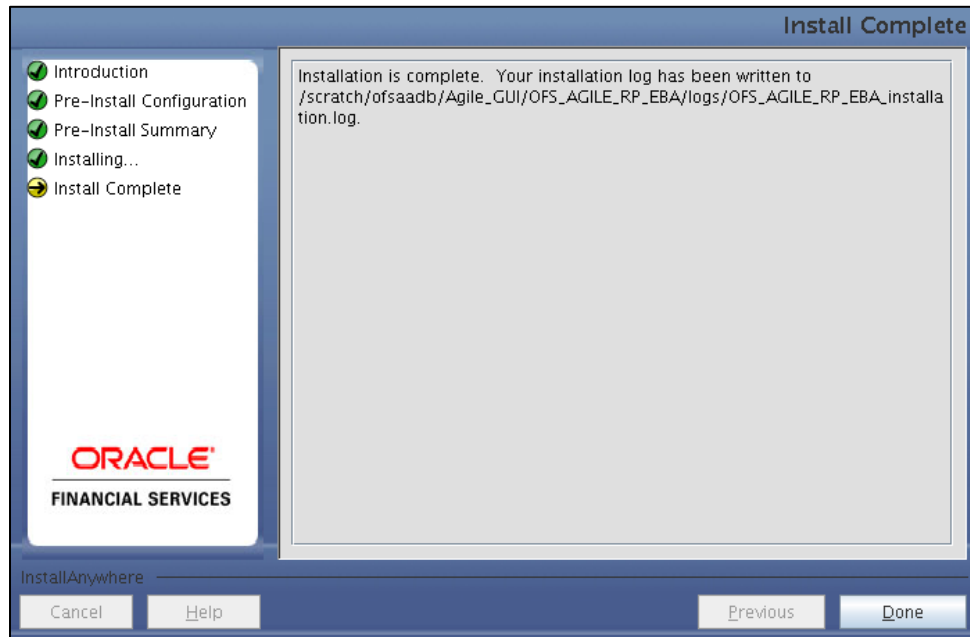 Install Complete
Introduction
Pre-Install Configuration
Pre-Install Summary
Installing...
Install Complete
Installation is complete. Your installation log has been written to
/scratch/ofsaadb/Agile_GUI/OFS_AGILE_RP_EBA/logs/OFS_AGILE_RP_EBA_installa
tion.log.
ORACLE®
FINANCIAL SERVICES
InstallAnywhere
Cancel
Help
Previous
Done